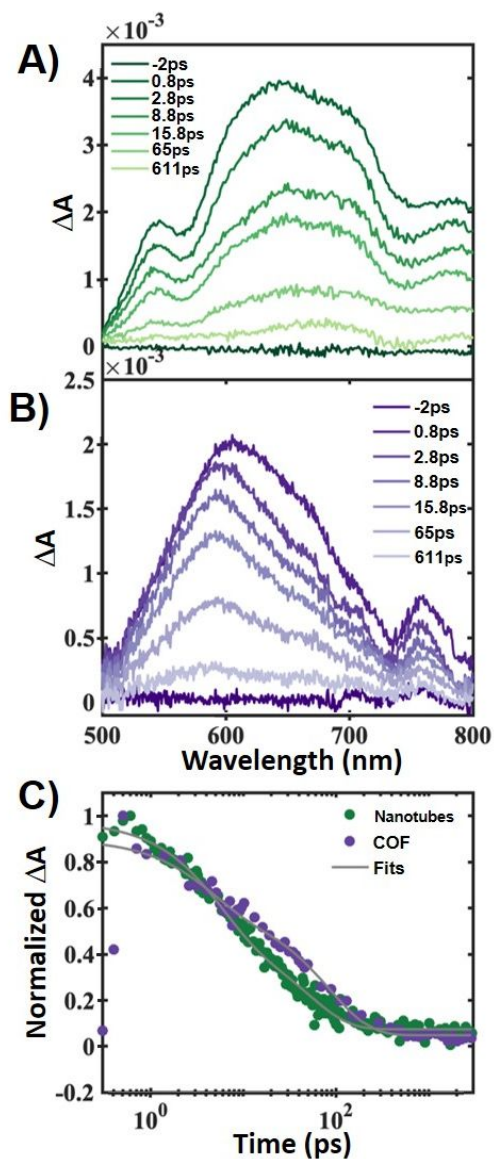 ×10⁻³
A)
-2ps
0.8ps
2.8ps
8.8ps
15.8ps
65ps
611ps
4
3
2
1
0
ΔA
×10⁻³
B)
-2ps
0.8ps
2.8ps
8.8ps
15.8ps
65ps
611ps
2.5
2
1.5
1
0.5
0
ΔA
500 600 700 800
Wavelength (nm)
C)
Nanotubes
COF
Fits
1
0.8
0.6
0.4
0.2
0
-0.2
Normalized ΔA
10⁰ 10²
Time (ps)